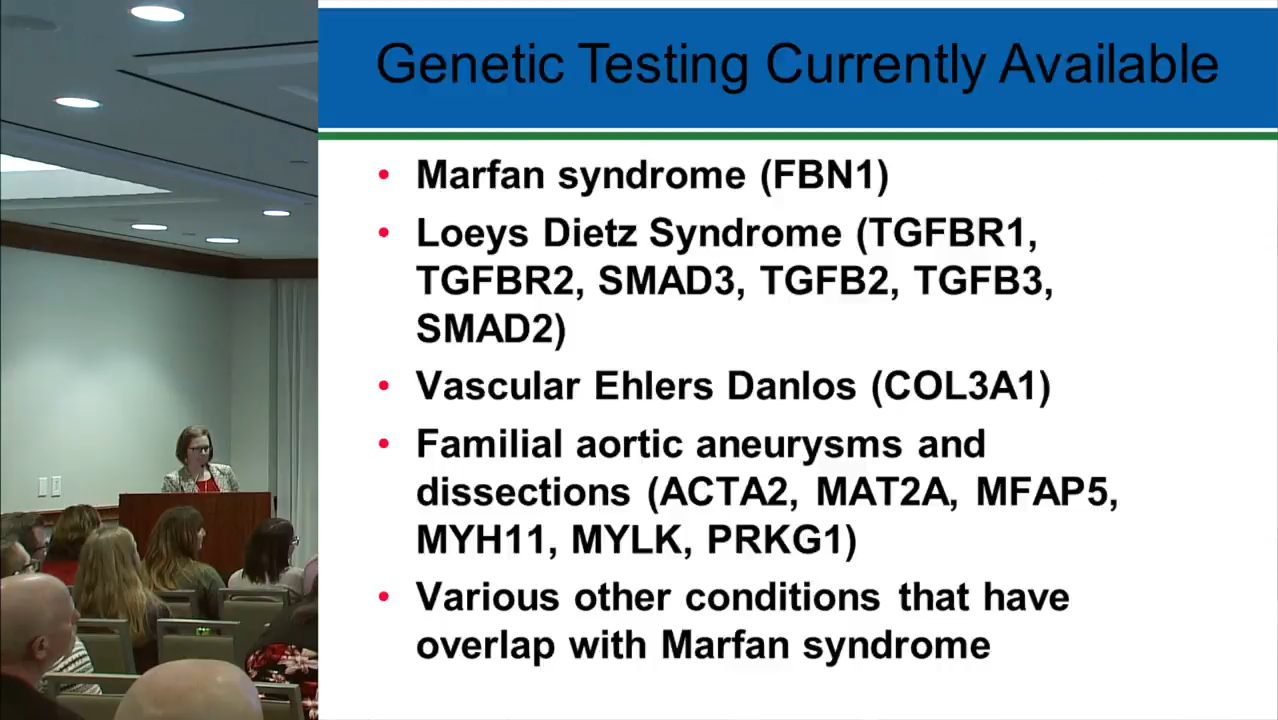 Genetic Testing Currently Available
• Marfan syndrome (FBN1)
• Loeys Dietz Syndrome (TGFBR1,
TGFBR2, SMAD3, TGFB2, TGFB3,
SMAD2)
• Vascular Ehlers Danlos (COL3A1)
• Familial aortic aneurysms and
dissections (ACTA2, MAT2A, MFAP5,
MYH11, MYLK, PRKG1)
• Various other conditions that have
overlap with Marfan syndrome